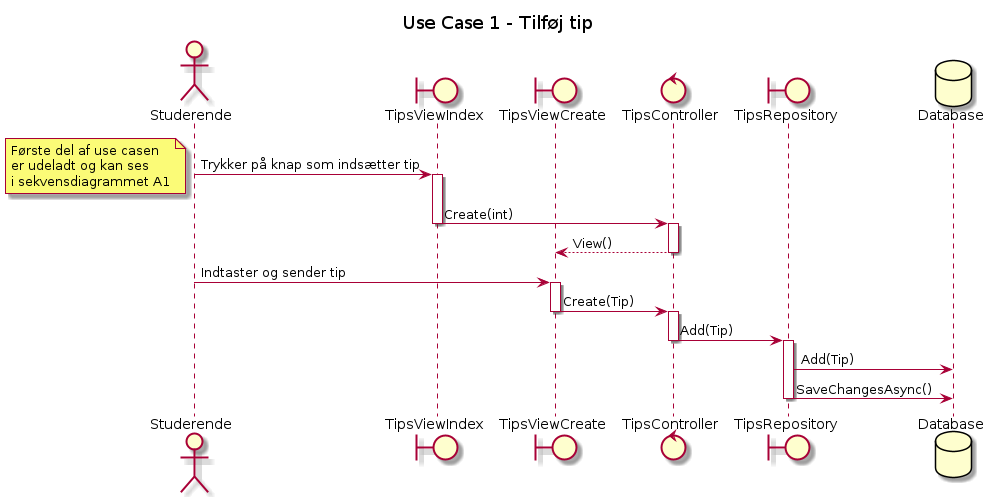 Use Case 1 - Tilføj tip
Studerende
TipsViewIndex
TipsViewCreate
TipsController
TipsRepository
Database
Første del af use casen
er udeladt og kan ses
i sekvensdiagrammet A1
Trykker på knap som indsætter tip
Create(int)
View()
Indtaster og sender tip
Create(Tip)
Add(Tip)
Add(Tip)
SaveChangesAsync()
Studerende
TipsViewIndex
TipsViewCreate
TipsController
TipsRepository
Database